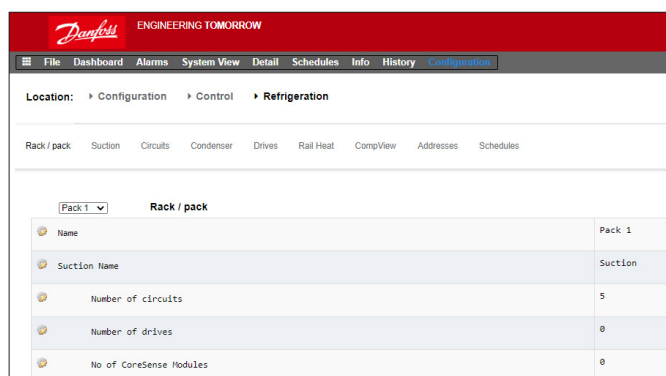 Danfoss ENGINEERING TOMORROW
File Dashboard Alarms System View Detail Schedules Info History Configuration
Location: Configuration Control Refrigeration
Rack / pack Suction Circuits Condenser Drives Rail Heat CompView Addresses Schedules
Pack 1 Rack / pack
Name Pack 1
Suction Name Suction
Number of circuits 5
Number of drives 0
No of CoreSense Modules 0